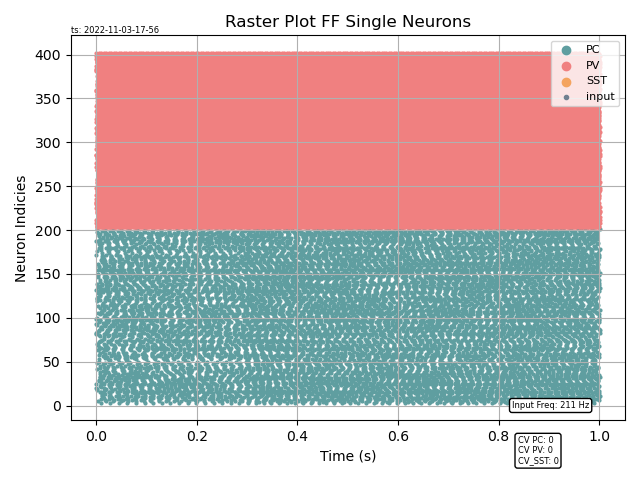 Raster Plot FF Single Neurons
ts: 2022-11-03-17-56
PC
PV
SST
input
400
350
300
250
200
150
100
50
0
Neuron Indicies
Input Freq: 211 Hz
0.0 0.2 0.4 0.6 0.8 1.0
Time (s)
CV PC: 0
CV PV: 0
CV_SST: 0